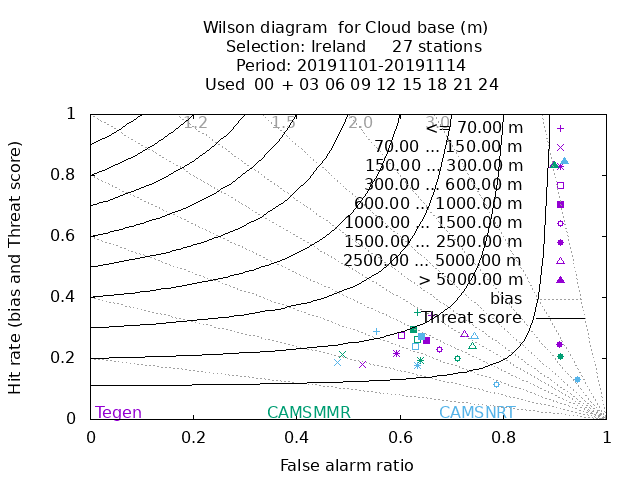 Wilson diagram  for Cloud base (m)
Selection: Ireland     27 stations
Period: 20191101-20191114
Used  00  + 03 06 09 12 15 18 21 24
1.2 1.5 2.0 3.0
<= 70.00 m
70.00 ... 150.00 m
150.00 ... 300.00 m
300.00 ... 600.00 m
600.00 ... 1000.00 m
1000.00 ... 1500.00 m
1500.00 ... 2500.00 m
2500.00 ... 5000.00 m
> 5000.00 m
bias
Threat score
Hit rate (bias and Threat score)
1
0.8
0.6
0.4
0.2
0
Tegen CAMSMMR CAMSNRT
0 0.2 0.4 0.6 0.8 1
False alarm ratio